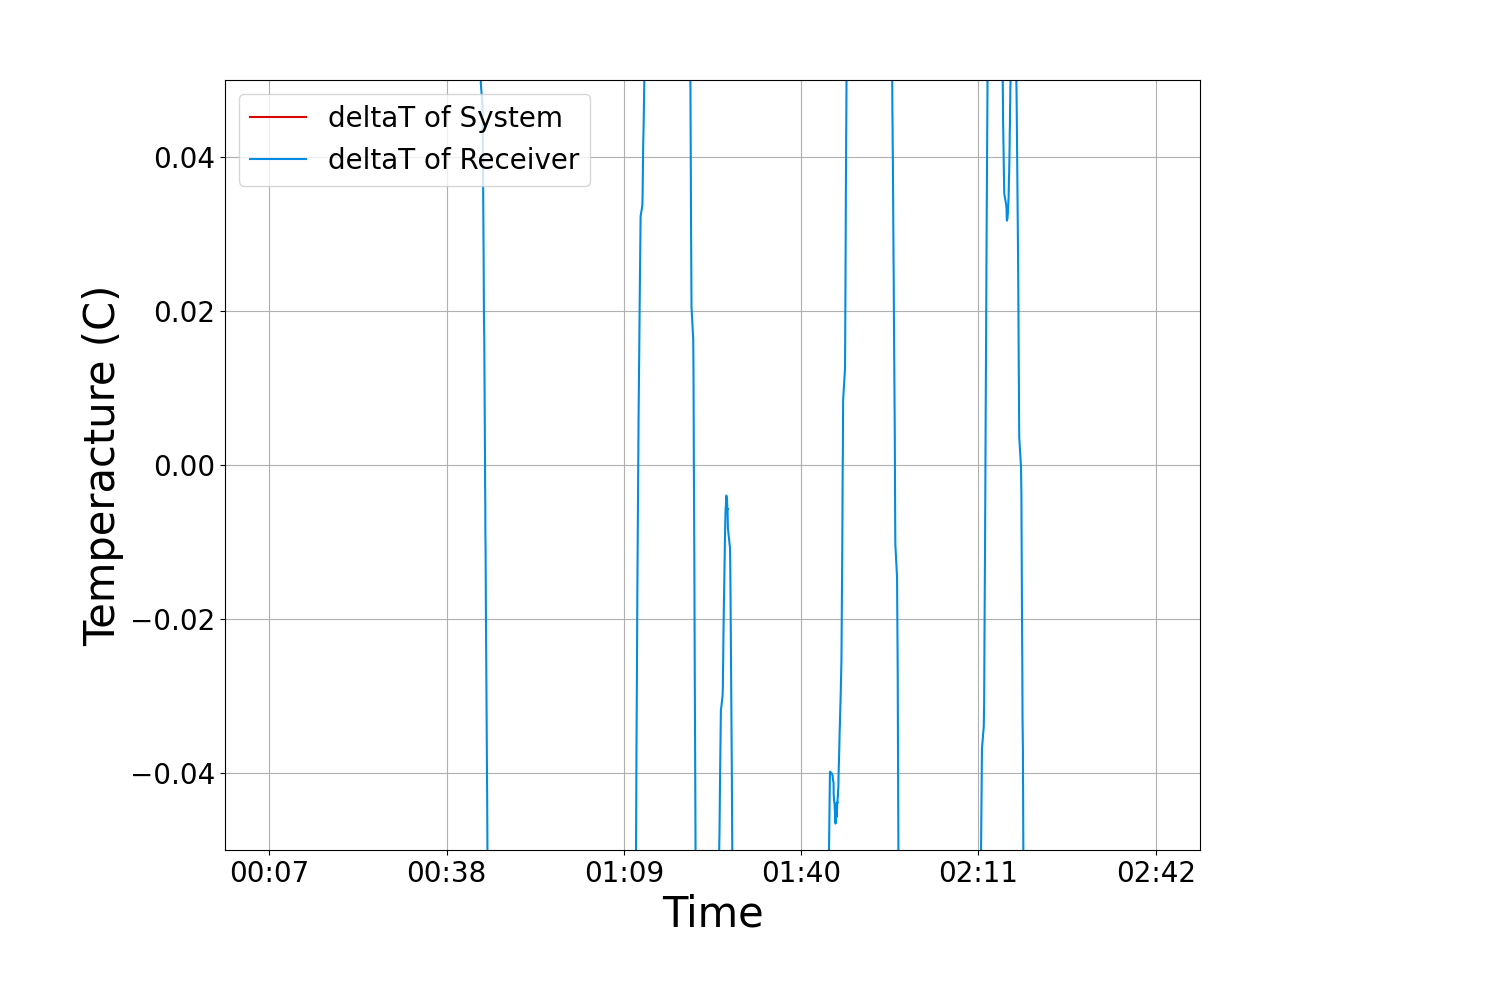 deltaT of System
deltaT of Receiver
0.04
0.02
0.00
−0.02
−0.04
Temperacture (C)
00:07 00:38 01:09 01:40 02:11 02:42
Time